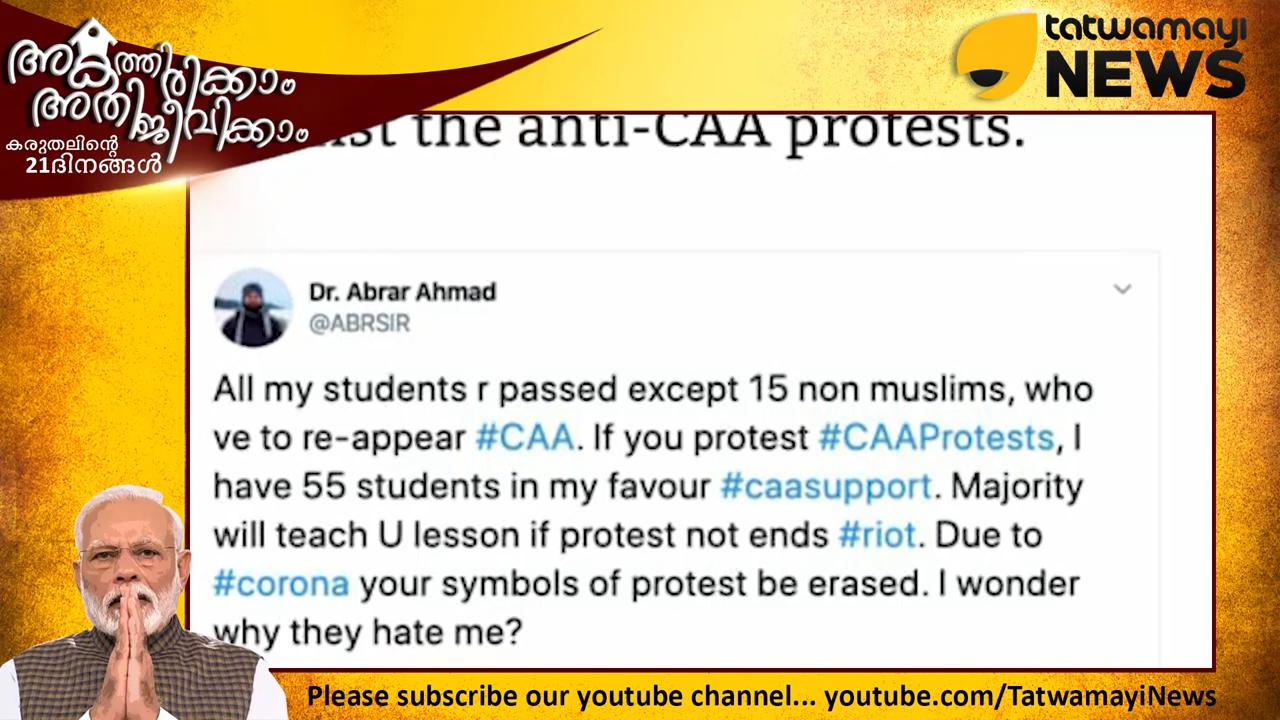 അകത്തിരിക്കാം
അതിജീവിക്കാം
കരുതലിന്റെ
21ദിനങ്ങൾ
tatwamayi
NEWS
the anti-CAA protests.
Dr. Abrar Ahmad
@ABRSIR
All my students r passed except 15 non muslims, who
ve to re-appear #CAA. If you protest #CAAProtests, I
have 55 students in my favour #caasupport. Majority
will teach U lesson if protest not ends #riot. Due to
#corona your symbols of protest be erased. I wonder
why they hate me?
Please subscribe our youtube channel... youtube.com/TatwamayiNews